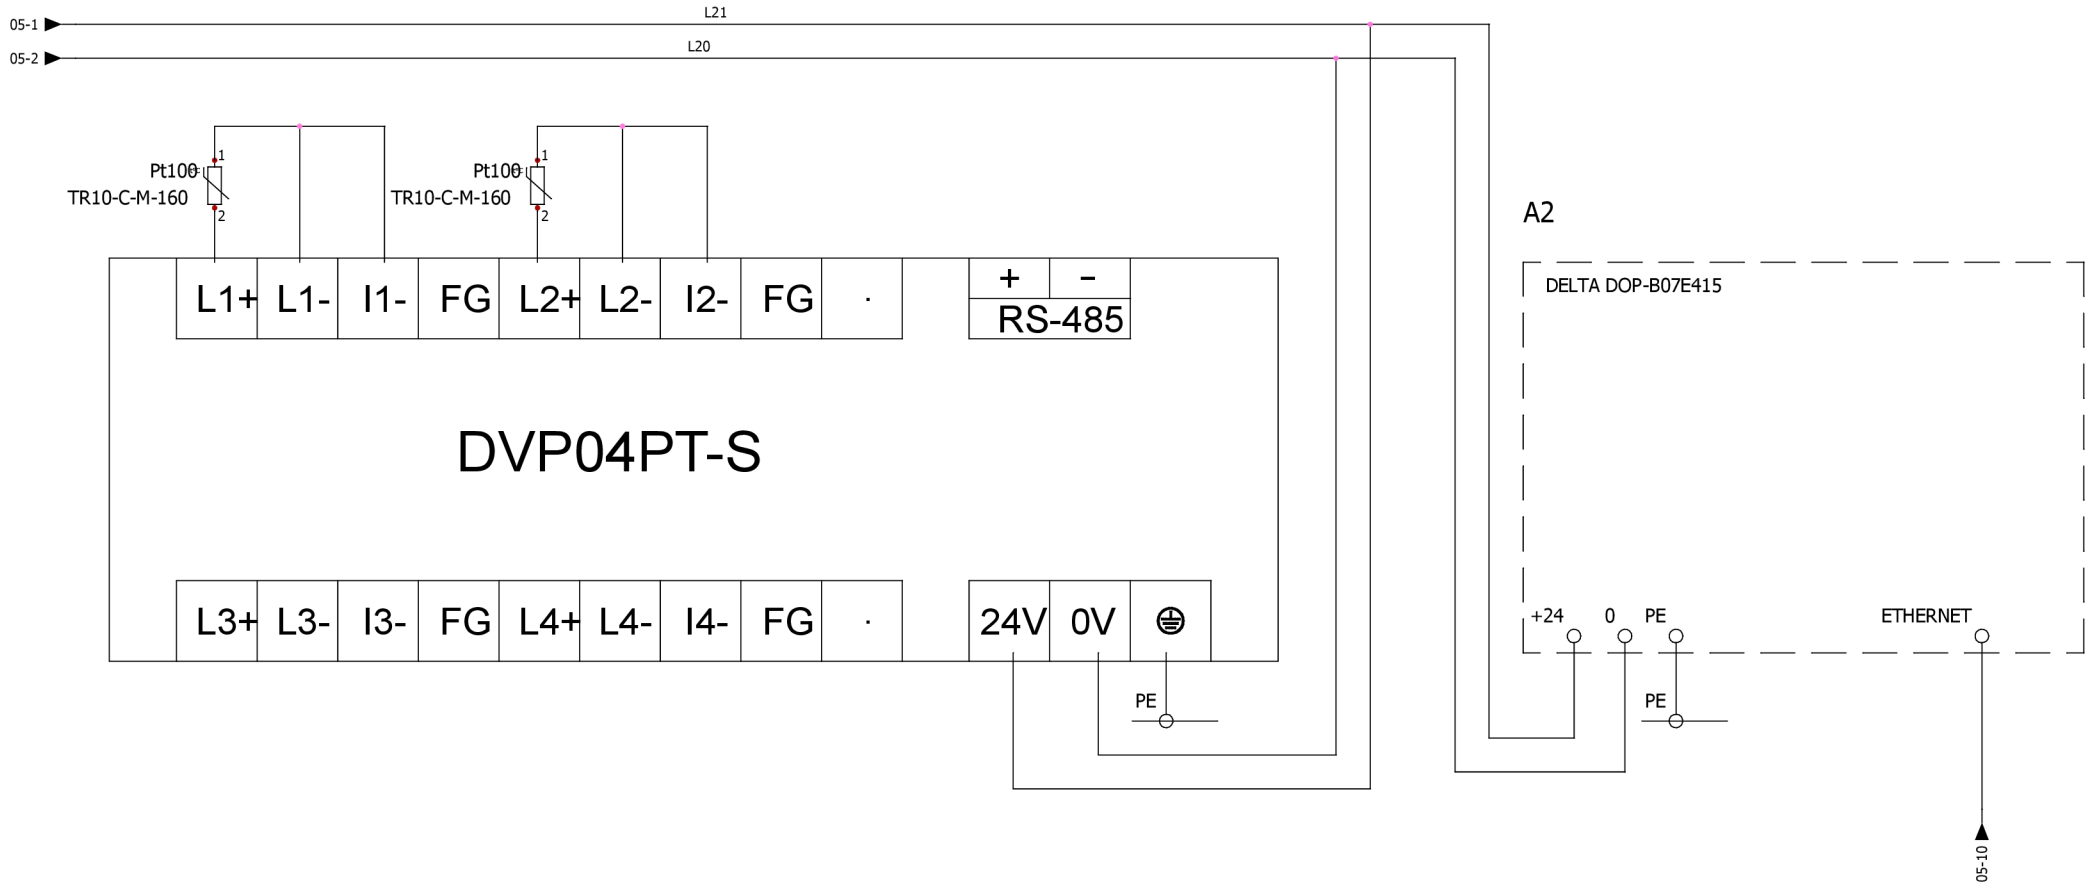 L21
05-1
L20
05-2
1 1
Pt100 Pt100
TR10-C-M-160 TR10-C-M-160
2 2
A2
DELTA DOP-B07E415
+ -
L1+ L1- I1- FG L2+ L2- I2- FG ·
RS-485
DVP04PT-S
L3+ L3- I3- FG L4+ L4- I4- FG · 24V 0V
+24 0 PE ETHERNET
PE PE
05-10